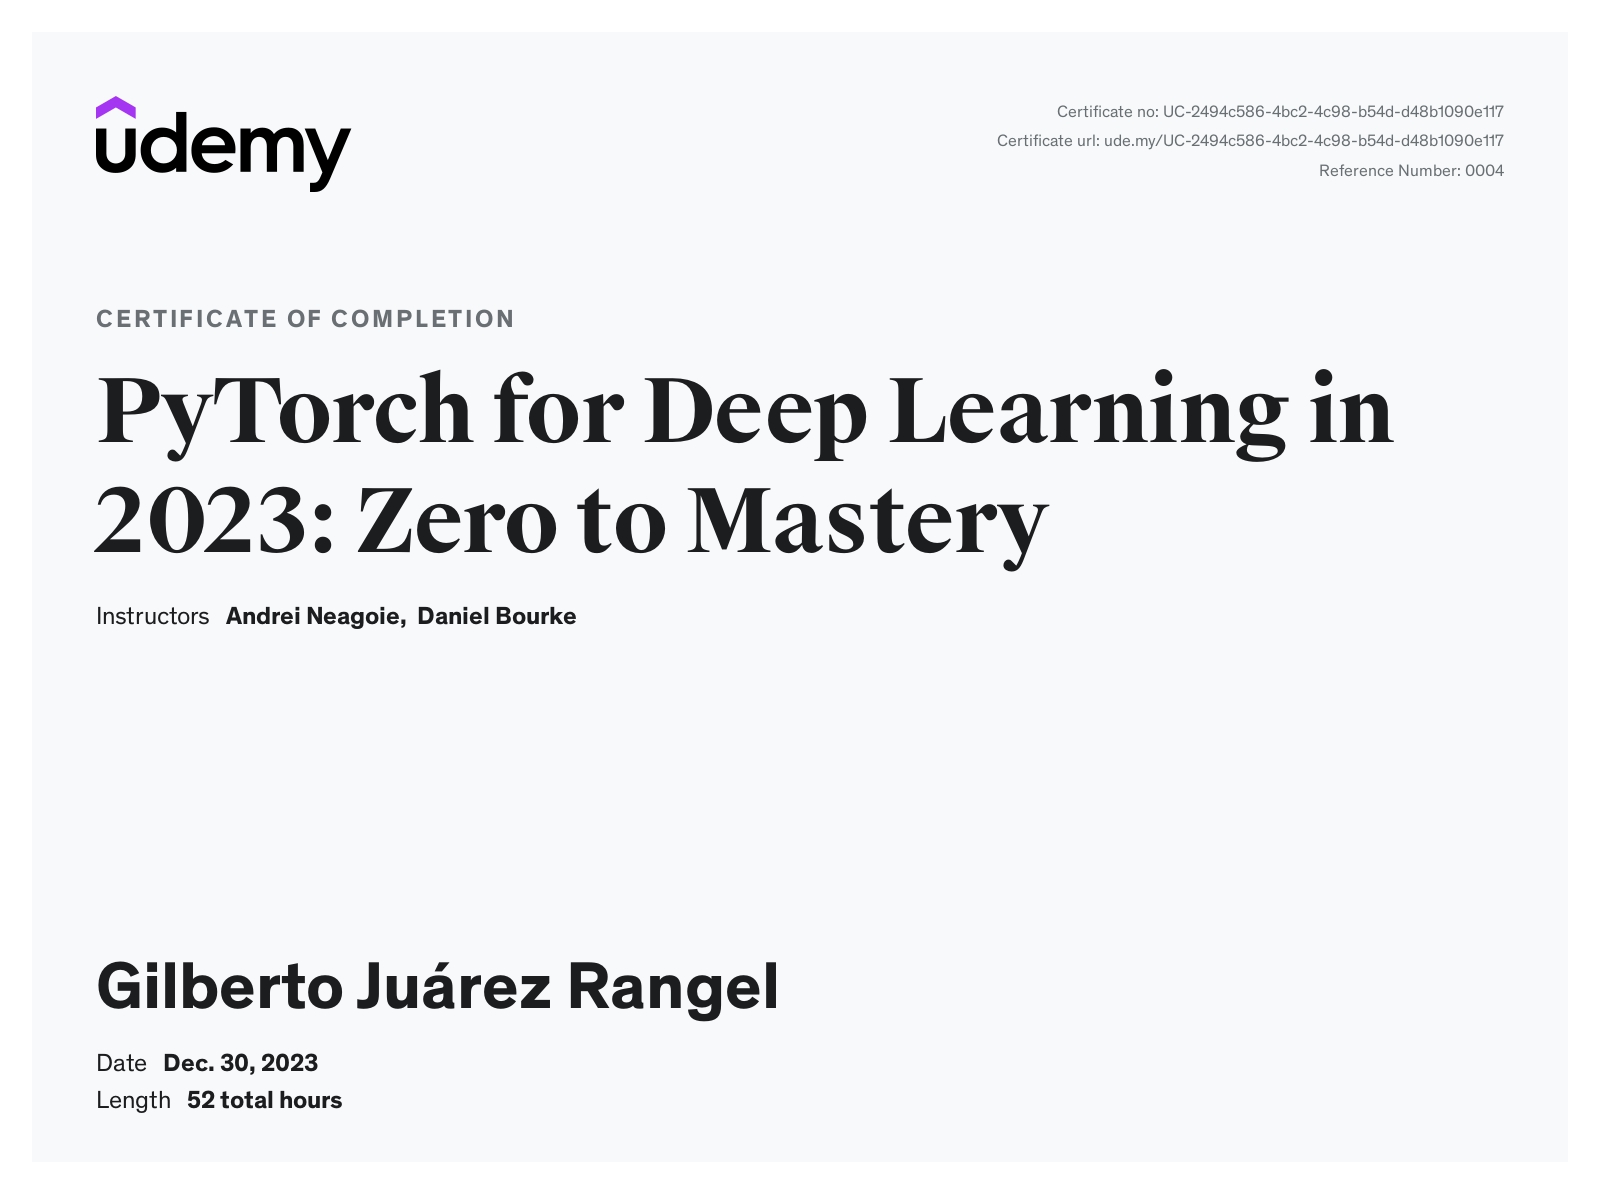 udemy
Certificate no: UC-2494c586-4bc2-4c98-b54d-d48b1090e117
Certificate url: ude.my/UC-2494c586-4bc2-4c98-b54d-d48b1090e117
Reference Number: 0004
CERTIFICATE OF COMPLETION
PyTorch for Deep Learning in
2023: Zero to Mastery
Instructors Andrei Neagoie, Daniel Bourke
Gilberto Juárez Rangel
Date Dec. 30, 2023
Length 52 total hours